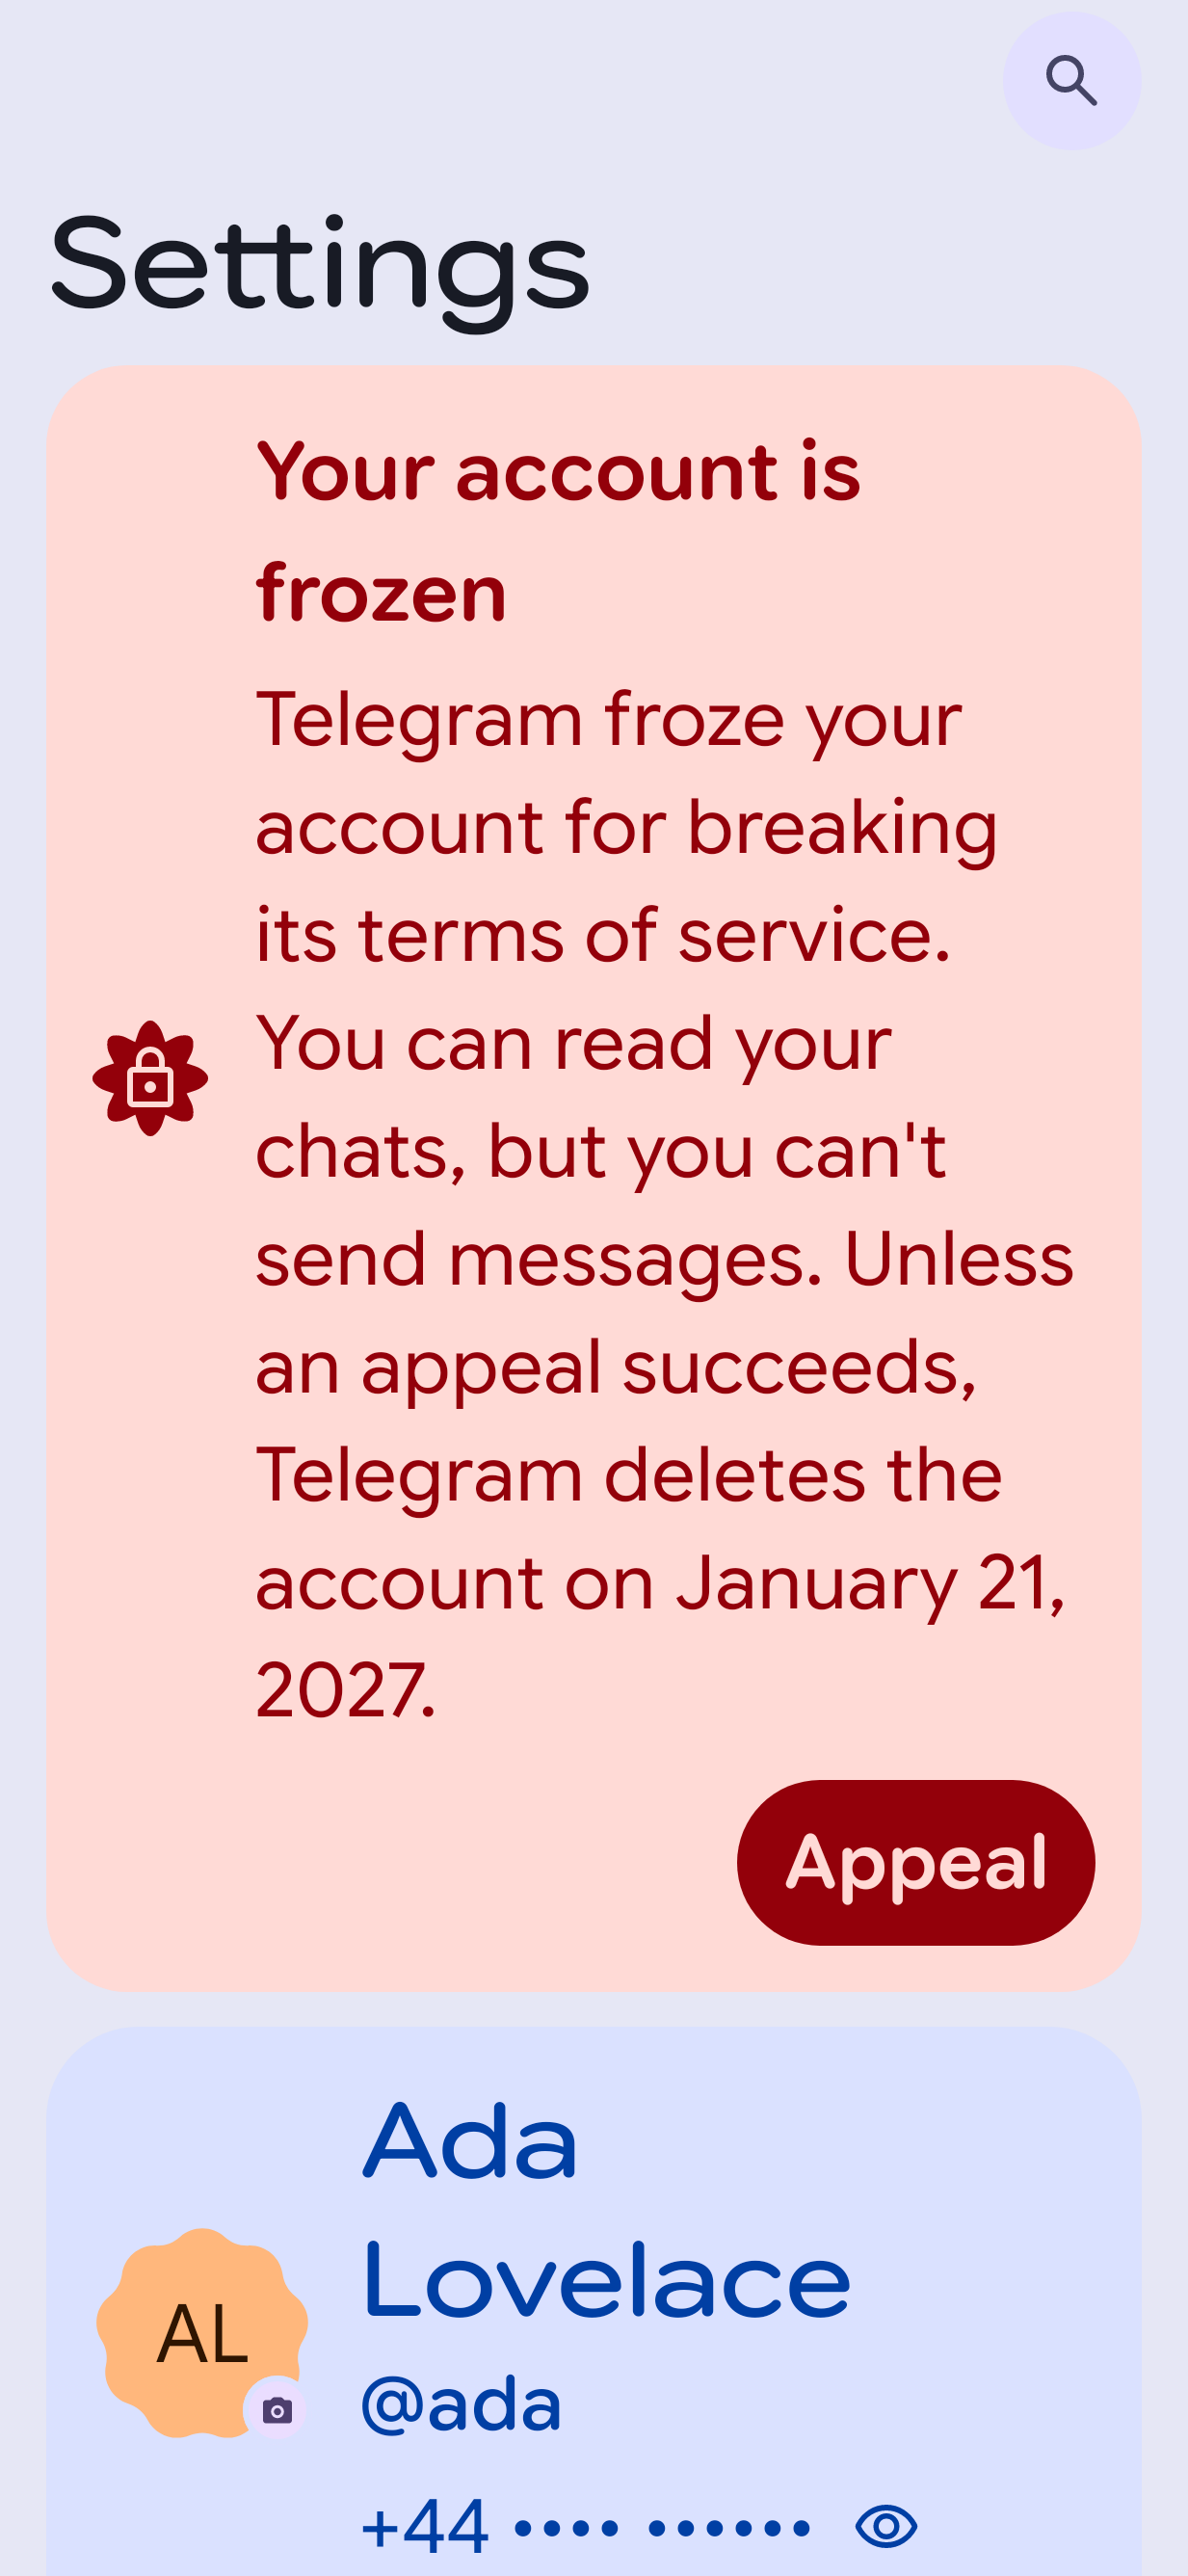 Settings
Your account is
frozen
Telegram froze your
account for breaking
its terms of service.
You can read your
chats, but you can't
send messages. Unless
an appeal succeeds,
Telegram deletes the
account on January 21,
2027.
Appeal
Ada
Lovelace
AL
@ada
+44 •••• ••••••